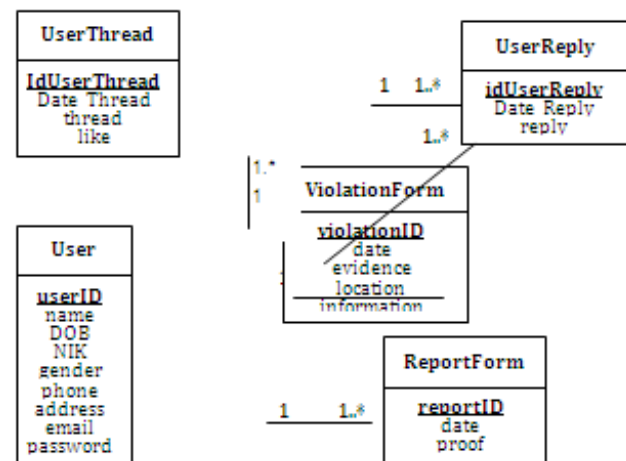 UserThread
IdUserThread
Date Thread
thread
like
UserReply
idUserReply
Date Reply
reply
1 1..*
1..*
1.*
1
ViolationForm
violationID
date
evidence
location
information
User
userID
name
DOB
NIK
gender
phone
address
email
password
ReportForm
reportID
date
proof
1 1..*